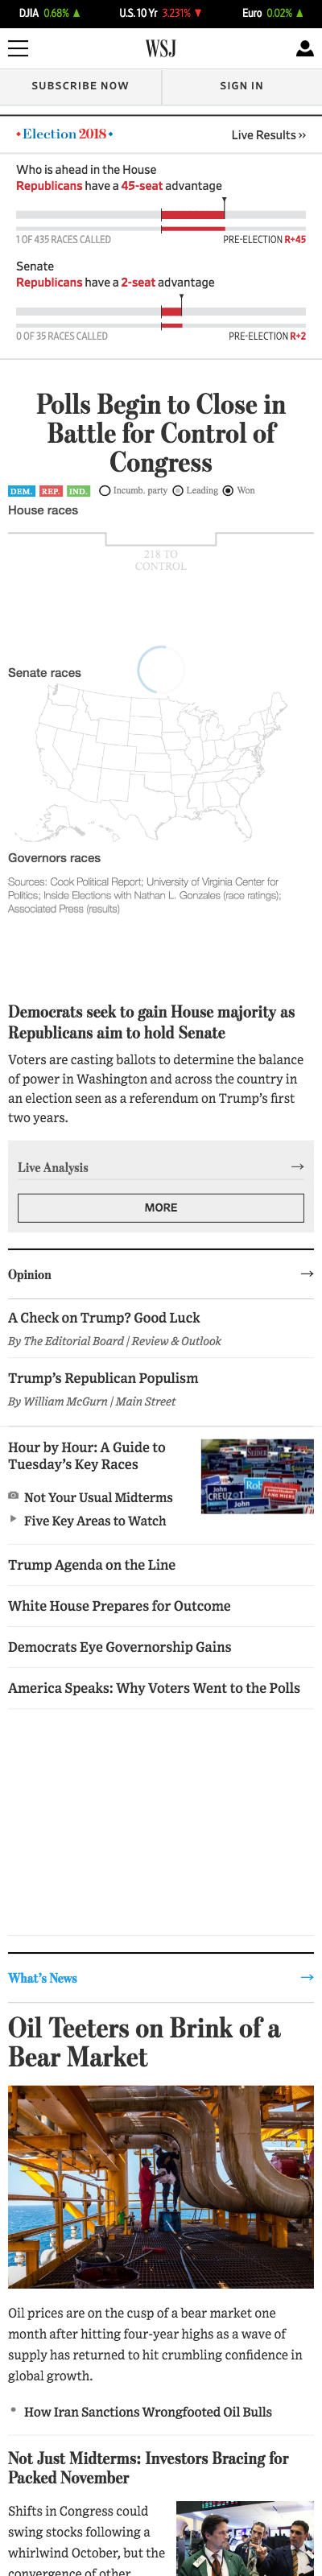 DJIA 0.68% ▲ U.S. 10 Yr 3.231% ▼ Euro 0.02% ▲
WSJ
SUBSCRIBE NOW SIGN IN
Election 2018 Live Results ››
Who is ahead in the House
Republicans have a 45-seat advantage
1 OF 435 RACES CALLED PRE-ELECTION R+45
Senate
Republicans have a 2-seat advantage
0 OF 35 RACES CALLED PRE-ELECTION R+2
Polls Begin to Close in
Battle for Control of
Congress
DEM. REP. IND. Incumb. party Leading Won
House races
218 TO
CONTROL
Senate races
Governors races
Sources: Cook Political Report; University of Virginia Center for
Politics; Inside Elections with Nathan L. Gonzales (race ratings);
Associated Press (results)
Democrats seek to gain House majority as
Republicans aim to hold Senate
Voters are casting ballots to determine the balance
of power in Washington and across the country in
an election seen as a referendum on Trump’s first
two years.
Live Analysis →
MORE
Opinion →
A Check on Trump? Good Luck
By The Editorial Board | Review & Outlook
Trump’s Republican Populism
By William McGurn | Main Street
Hour by Hour: A Guide to
Tuesday’s Key Races
JOHN
CREUZOT
John
Not Your Usual Midterms
Five Key Areas to Watch
Trump Agenda on the Line
White House Prepares for Outcome
Democrats Eye Governorship Gains
America Speaks: Why Voters Went to the Polls
What’s News →
Oil Teeters on Brink of a
Bear Market
Oil prices are on the cusp of a bear market one
month after hitting four-year highs as a wave of
supply has returned to hit crumbling confidence in
global growth.
• How Iran Sanctions Wrongfooted Oil Bulls
Not Just Midterms: Investors Bracing for
Packed November
Shifts in Congress could
swing stocks following a
whirlwind October, but the
convergence of other